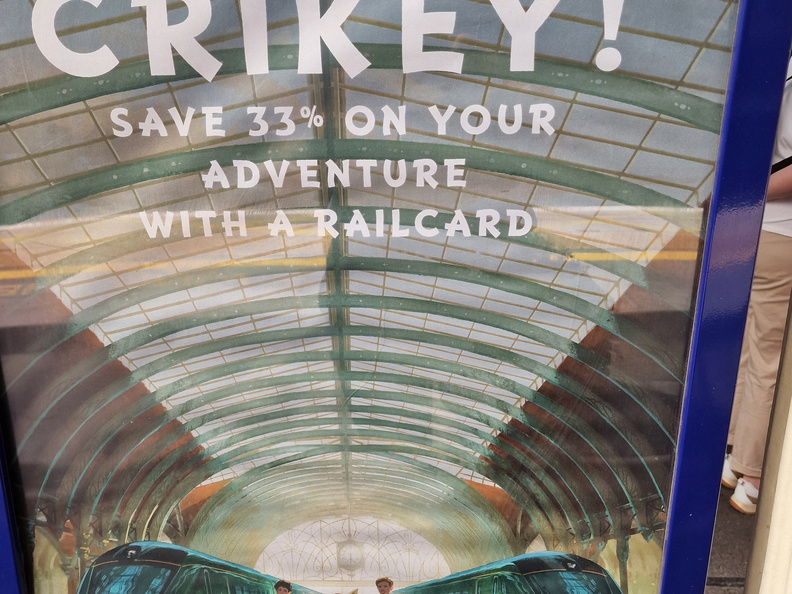 CRIKEY!
SAVE 33% ON YOUR
ADVENTURE
WITH A RAILCARD